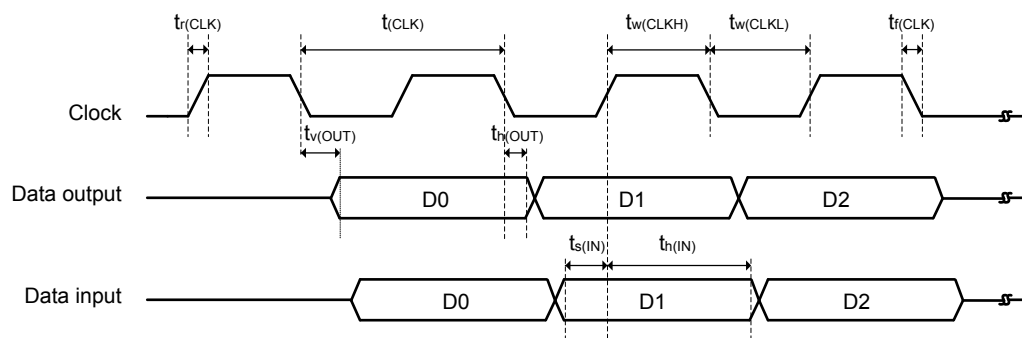 tr(CLK) t(CLK) tw(CLKH) tw(CLKL) tf(CLK)
Clock
tv(OUT) th(OUT)
Data output D0 D1 D2
ts(IN) th(IN)
Data input D0 D1 D2